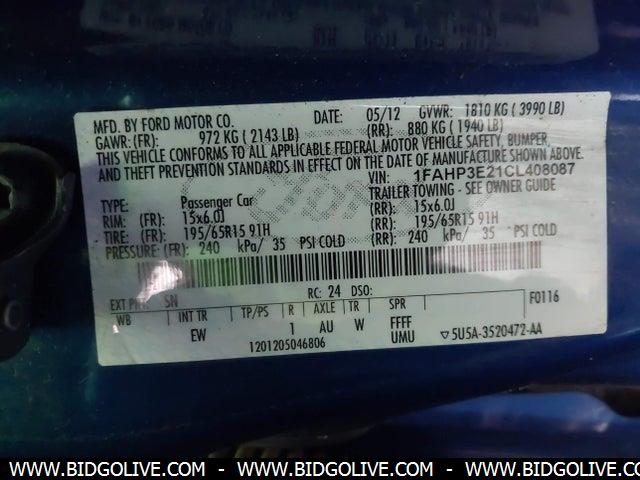 MFD. BY FORD MOTOR CO. DATE: 05/12 GVWR: 1810 KG ( 3990 LB)
GAWR: (FR): 972 KG ( 2143 LB) (RR): 880 KG ( 1940 LB)
THIS VEHICLE CONFORMS TO ALL APPLICABLE FEDERAL MOTOR VEHICLE SAFETY, BUMPER,
AND THEFT PREVENTION STANDARDS IN EFFECT ON THE DATE OF MANUFACTURE SHOWN ABOVE.
VIN: 1FAHP3E21CL408087
TYPE: Passenger Car TRAILER TOWING - SEE OWNER GUIDE
RIM: (FR): 15x6.0J (RR): 15x6.0J
TIRE: (FR): 195/65R15 91H (RR): 195/65R15 91H
PRESSURE: (FR) 240 kPa/ 35 PSI COLD (RR): 240 kPa/ 35 PSI COLD
EXT PNT: SN RC: 24 DSO: F0116
WB INT TR TP/PS R AXLE TR SPR
EW 1 AU W FFFF
1201205046806 UMU ▽5U5A-3520472-AA
WWW.BIDGOLIVE.COM - WWW.BIDGOLIVE.COM - WWW.BIDGOLIVE.COM